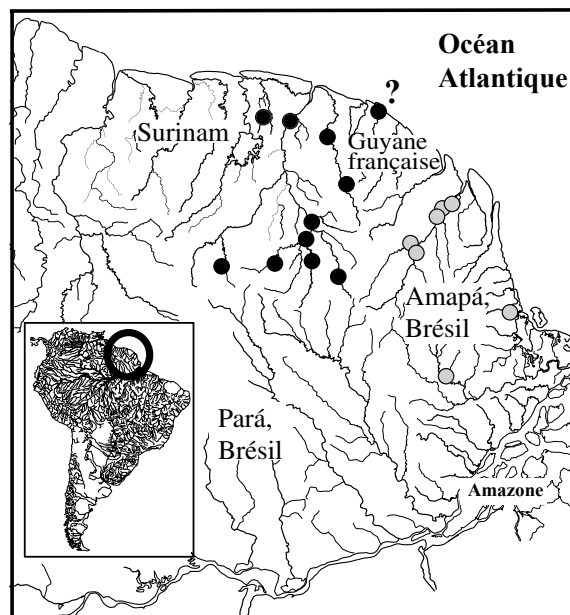 Océan
Atlantique
?
Surinam
Guyane
française
Amapá,
Brésil
Pará,
Brésil
Amazone